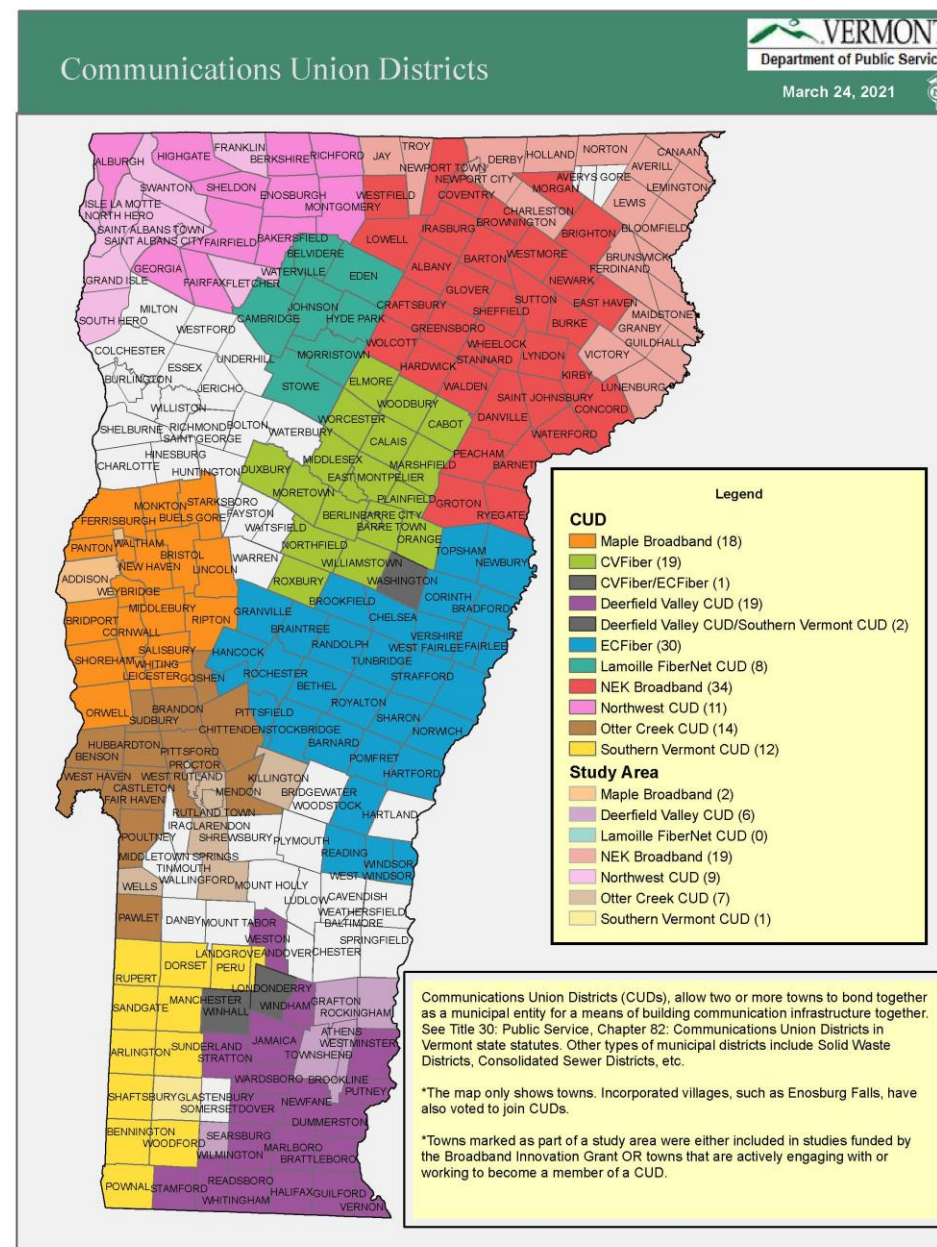 Communications Union Districts
VERMONT
Department of Public Service
March 24, 2021
ALBURGH
HIGHGATE
FRANKLIN
BERKSHIRE
RICHFORD
JAY
TROY
NEWPORT TOWN
NEWPORT CITY
DERBY
HOLLAND
NORTON
AVERYS GORE
AVERILL
CANAAN
LEMINGTON
LEWIS
MORGAN
ISLE LA MOTTE
NORTH HERO
SWANTON
SHELDON
ENOSBURGH
MONTGOMERY
WESTFIELD
COVENTRY
BROWNINGTON
CHARLESTON
BRIGHTON
BLOOMFIELD
SAINT ALBANS TOWN
SAINT ALBANS CITY
FAIRFIELD
BAKERSFIELD
BELVIDERE
LOWELL
IRASBURG
BRUNSWICK
FERDINAND
GRAND ISLE
GEORGIA
FAIRFAX
FLETCHER
WATERVILLE
EDEN
ALBANY
BARTON
WESTMORE
NEWARK
EAST HAVEN
MAIDSTONE
SOUTH HERO
MILTON
WESTFORD
CAMBRIDGE
JOHNSON
HYDE PARK
CRAFTSBURY
GLOVER
SHEFFIELD
SUTTON
BURKE
GRANBY
GUILDHALL
VICTORY
COLCHESTER
ESSEX
UNDERHILL
MORRISTOWN
WOLCOTT
GREENSBORO
WHEELOCK
STANNARD
LYNDON
KIRBY
LUNENBURG
BURLINGTON
JERICHO
STOWE
ELMORE
HARDWICK
WALDEN
SAINT JOHNSBURY
CONCORD
WILLISTON
WOODBURY
CABOT
DANVILLE
WATERFORD
SHELBURNE
RICHMOND
SAINT GEORGE
BOLTON
WATERBURY
WORCESTER
CALAIS
MARSHFIELD
PEACHAM
BARNET
HINESBURG
CHARLOTTE
HUNTINGTON
DUXBURY
MIDDLESEX
EAST MONTPELIER
PLAINFIELD
GROTON
RYEGATE
MORETOWN
BERLIN
BARRE CITY
BARRE TOWN
ORANGE
FERRISBURGH
MONKTON
STARKSBORO
BUELS GORE
FAYSTON
WAITSFIELD
NORTHFIELD
WILLIAMSTOWN
WASHINGTON
TOPSHAM
NEWBURY
PANTON
WALTHAM
NEW HAVEN
BRISTOL
LINCOLN
WARREN
ROXBURY
BROOKFIELD
CORINTH
BRADFORD
ADDISON
WEYBRIDGE
MIDDLEBURY
RIPTON
GRANVILLE
BRAINTREE
CHELSEA
VERSHIRE
WEST FAIRLEE
FAIRLEE
BRIDPORT
CORNWALL
SALISBURY
HANCOCK
RANDOLPH
TUNBRIDGE
STRAFFORD
SHOREHAM
WHITING
LEICESTER
GOSHEN
ROCHESTER
BETHEL
ROYALTON
SHARON
NORWICH
ORWELL
SUDBURY
BRANDON
PITTSFIELD
CHITTENDEN
STOCKBRIDGE
BARNARD
POMFRET
HARTFORD
HUBBARDTON
BENSON
PITTSFORD
PROCTOR
KILLINGTON
MENDON
BRIDGEWATER
WOODSTOCK
HARTLAND
WEST HAVEN
WEST RUTLAND
CASTLETON
FAIR HAVEN
RUTLAND TOWN
POULTNEY
IRA
CLARENDON
SHREWSBURY
PLYMOUTH
READING
WINDSOR
WEST WINDSOR
MIDDLETOWN SPRINGS
TINMOUTH
WALLINGFORD
MOUNT HOLLY
LUDLOW
CAVENDISH
WEATHERSFIELD
BALTIMORE
WELLS
PAWLET
DANBY
MOUNT TABOR
WESTON
ANDOVER
CHESTER
SPRINGFIELD
RUPERT
DORSET
LANDGROVE
PERU
LONDONDERRY
WINDHAM
GRAFTON
ROCKINGHAM
SANDGATE
MANCHESTER
WINHALL
JAMAICA
ATHENS
WESTMINSTER
TOWNSHEND
ARLINGTON
SUNDERLAND
STRATTON
WARDSBORO
BROOKLINE
PUTNEY
SHAFTSBURY
GLASTENBURY
SOMERSET
DOVER
NEWFANE
DUMMERSTON
BENNINGTON
WOODFORD
SEARSBURG
WILMINGTON
MARLBORO
BRATTLEBORO
POWNAL
STAMFORD
READSBORO
WHITINGHAM
HALIFAX
GUILFORD
VERNON
Legend
CUD
Maple Broadband (18)
CVFiber (19)
CVFiber/ECFiber (1)
Deerfield Valley CUD (19)
Deerfield Valley CUD/Southern Vermont CUD (2)
ECFiber (30)
Lamoille FiberNet CUD (8)
NEK Broadband (34)
Northwest CUD (11)
Otter Creek CUD (14)
Southern Vermont CUD (12)
Study Area
Maple Broadband (2)
Deerfield Valley CUD (6)
Lamoille FiberNet CUD (0)
NEK Broadband (19)
Northwest CUD (9)
Otter Creek CUD (7)
Southern Vermont CUD (1)
Communications Union Districts (CUDs), allow two or more towns to bond together
as a municipal entity for a means of building communication infrastructure together.
See Title 30: Public Service, Chapter 82: Communications Union Districts in
Vermont state statutes. Other types of municipal districts include Solid Waste
Districts, Consolidated Sewer Districts, etc.
*The map only shows towns. Incorporated villages, such as Enosburg Falls, have
also voted to join CUDs.
*Towns marked as part of a study area were either included in studies funded by
the Broadband Innovation Grant OR towns that are actively engaging with or
working to become a member of a CUD.